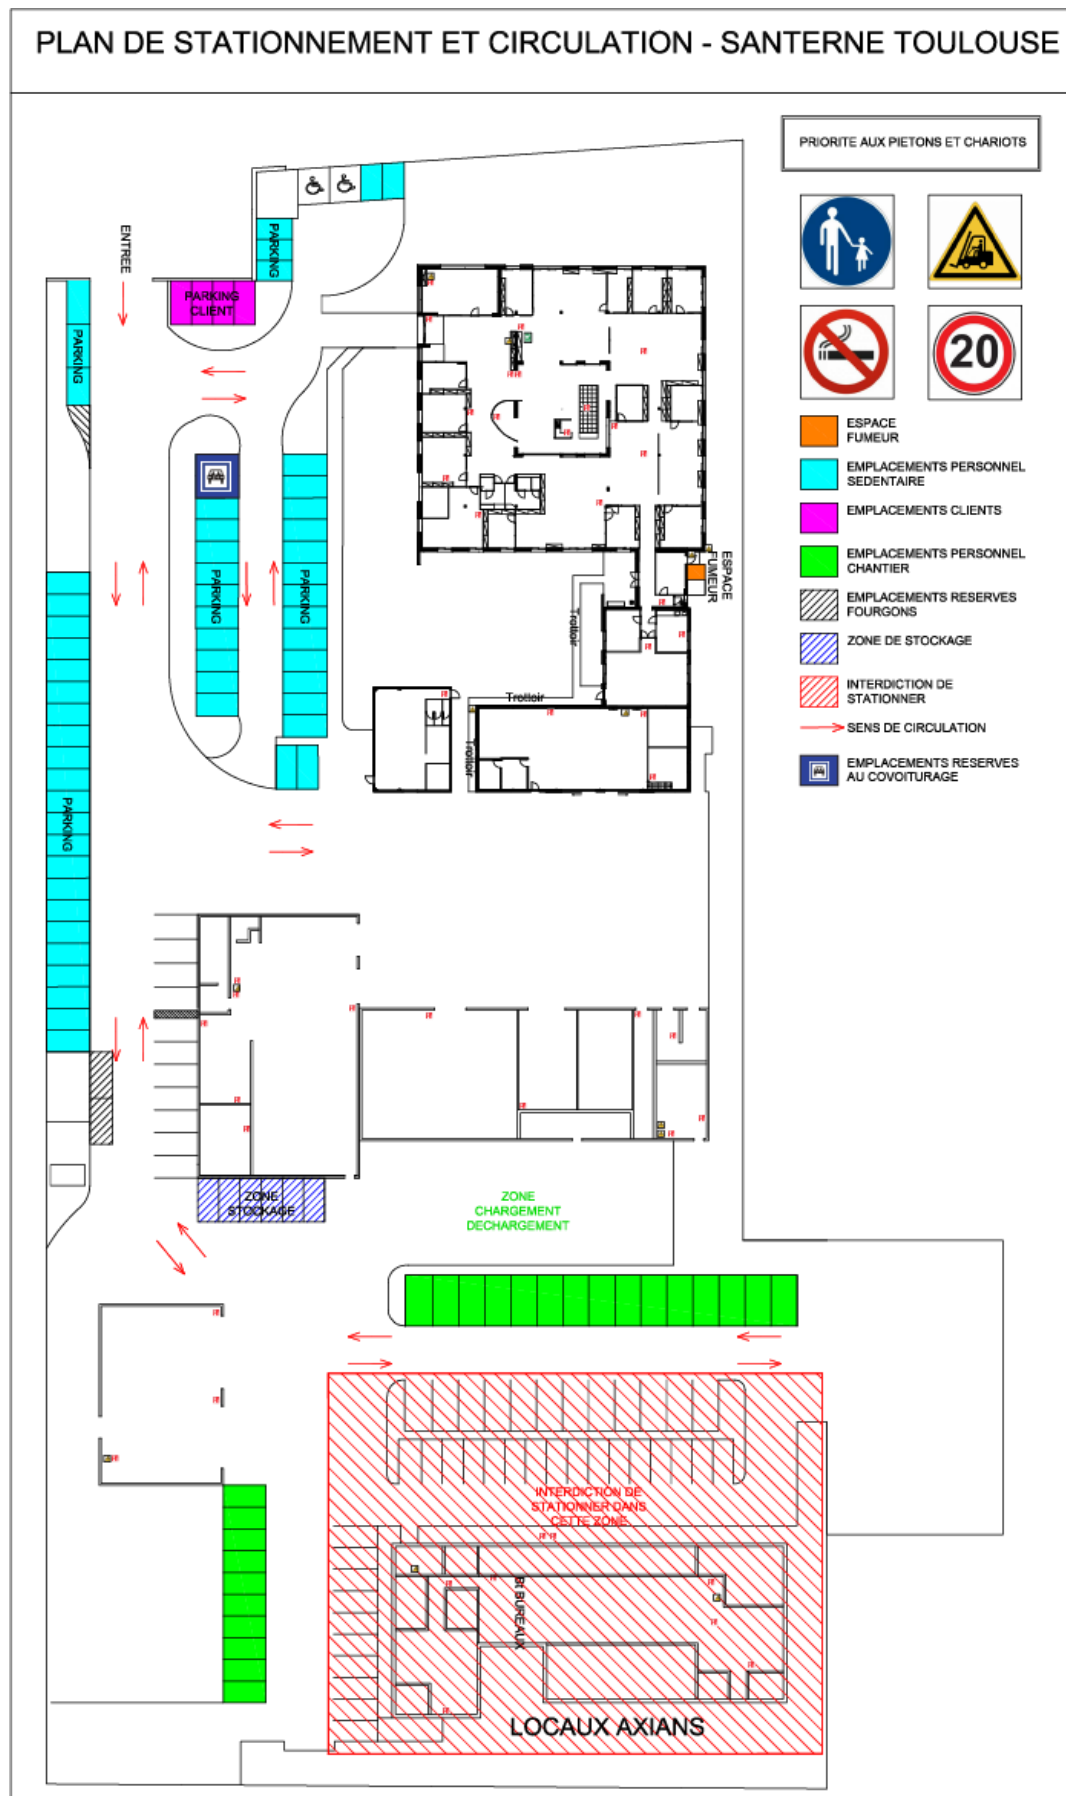 PLAN DE STATIONNEMENT ET CIRCULATION - SANTERNE TOULOUSE
PRIORITE AUX PIETONS ET CHARIOTS
20
ESPACE
FUMEUR
EMPLACEMENTS PERSONNEL
SEDENTAIRE
EMPLACEMENTS CLIENTS
EMPLACEMENTS PERSONNEL
CHANTIER
EMPLACEMENTS RESERVES
FOURGONS
ZONE DE STOCKAGE
INTERDICTION DE
STATIONNER
SENS DE CIRCULATION
EMPLACEMENTS RESERVES
AU COVOITURAGE
ENTREE
PARKING
PARKING
CLIENT
PARKING
PARKING
PARKING
ESPACE
FUMEUR
Trottoir
Trottoir
Trottoir
PARKING
ZONE
STOCKAGE
ZONE
CHARGEMENT
DECHARGEMENT
INTERDICTION DE
STATIONNER DANS
CETTE ZONE
Bt BUREAUX
LOCAUX AXIANS